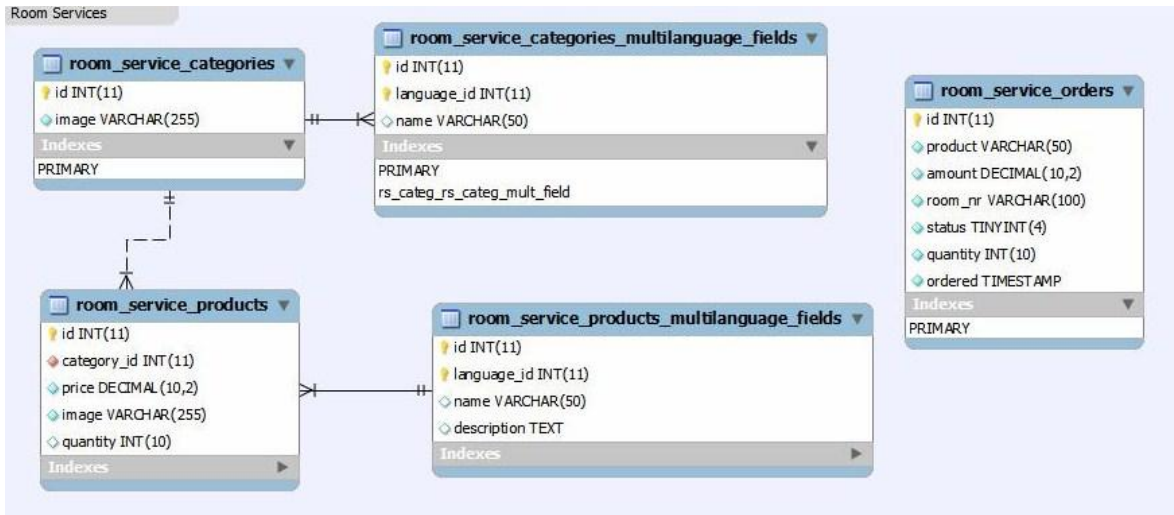 Room Services
room_service_categories
id INT(11)
image VARCHAR(255)
Indexes
PRIMARY
room_service_categories_multilanguage_fields
id INT(11)
language_id INT(11)
name VARCHAR(50)
Indexes
PRIMARY
rs_categ_rs_categ_mult_field
room_service_orders
id INT(11)
product VARCHAR(50)
amount DECIMAL(10,2)
room_nr VARCHAR(100)
status TINYINT(4)
quantity INT(10)
ordered TIMESTAMP
Indexes
PRIMARY
room_service_products
id INT(11)
category_id INT(11)
price DECIMAL(10,2)
image VARCHAR(255)
quantity INT(10)
Indexes
room_service_products_multilanguage_fields
id INT(11)
language_id INT(11)
name VARCHAR(50)
description TEXT
Indexes